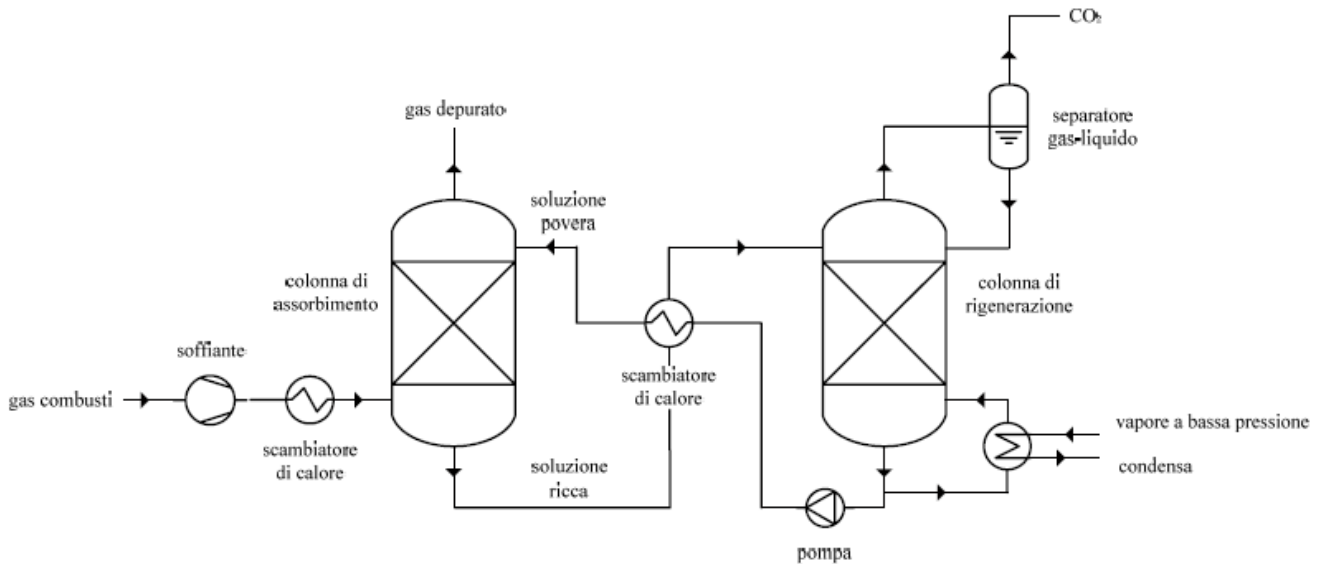 CO₂
gas depurato
separatore
gas-liquido
soluzione
povera
colonna di
assorbimento
colonna di
rigenerazione
soffiante
gas combusti
scambiatore
di calore
scambiatore
di calore
vapore a bassa pressione
condensa
soluzione
ricca
pompa